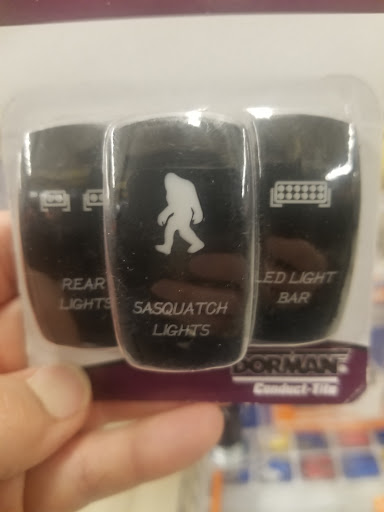 REAR
LIGHTS
SASQUATCH
LIGHTS
LED LIGHT
BAR
DORMAN
Conduct-Tite